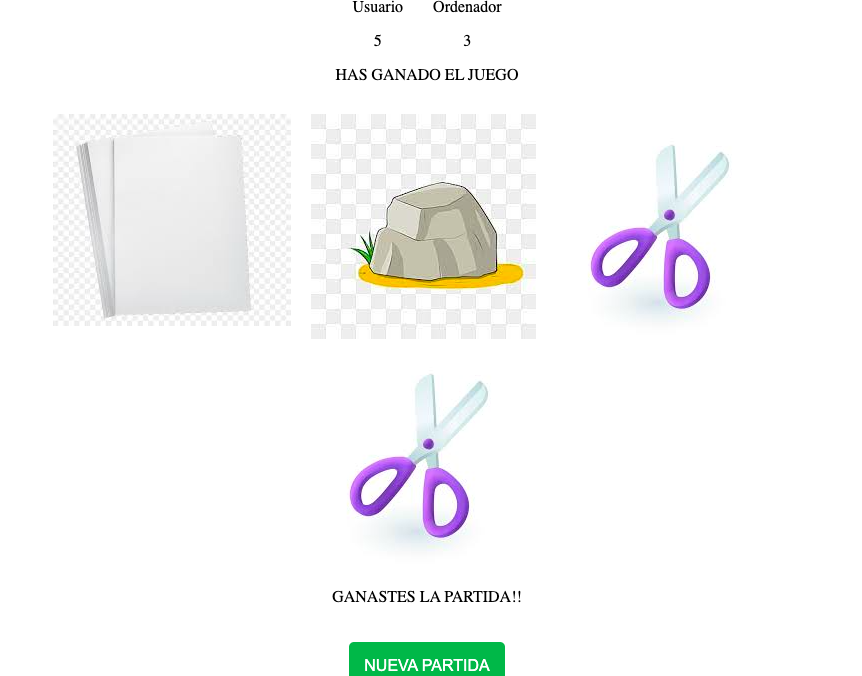 Usuario Ordenador
5 3
HAS GANADO EL JUEGO
GANASTES LA PARTIDA!!
NUEVA PARTIDA